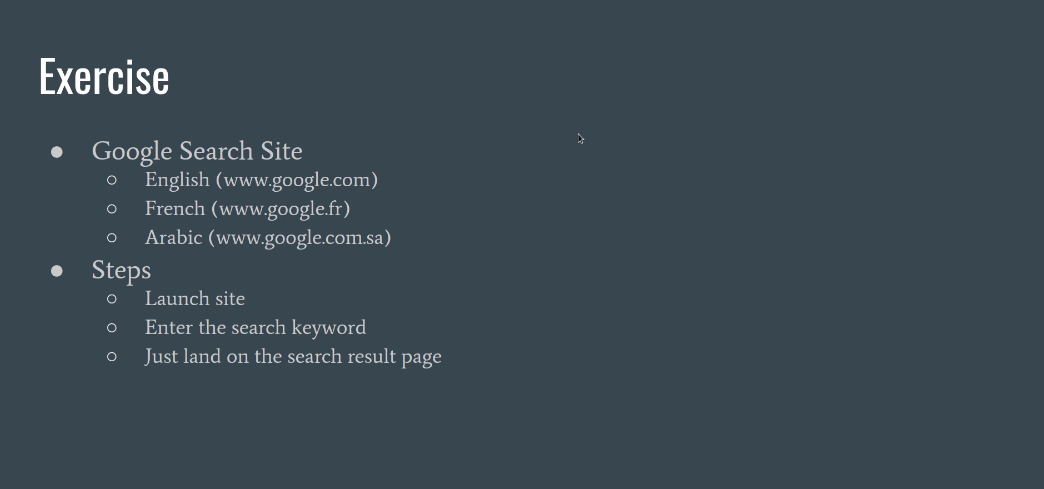 Exercise
Google Search Site
English (www.google.com)
French (www.google.fr)
Arabic (www.google.com.sa)
Steps
Launch site
Enter the search keyword
Just land on the search result page